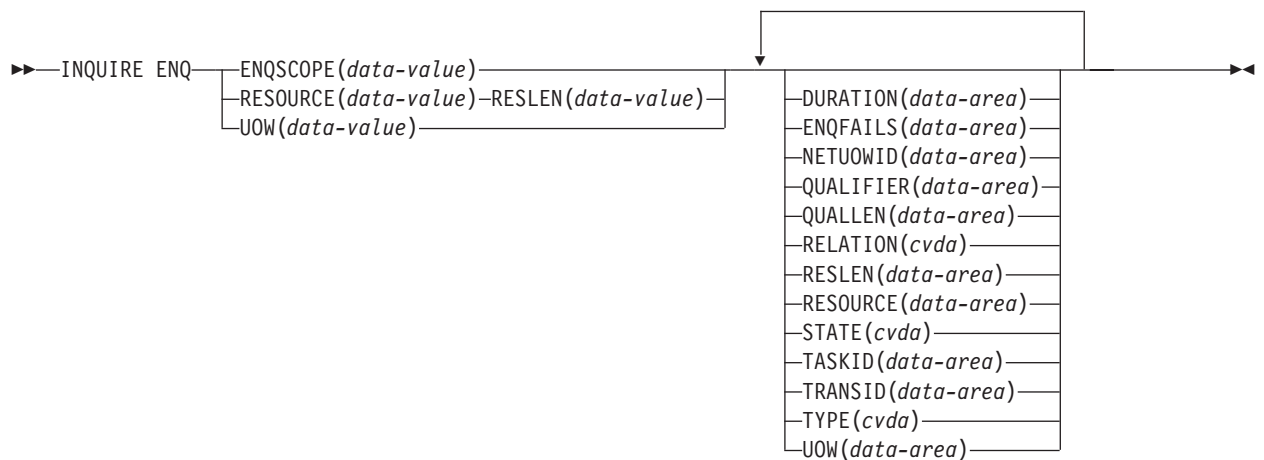 INQUIRE ENQ
ENQSCOPE(data-value)
RESOURCE(data-value) RESLEN(data-value)
UOW(data-value)
DURATION(data-area)
ENQFAILS(data-area)
NETUOWID(data-area)
QUALIFIER(data-area)
QUALLEN(data-area)
RELATION(cvda)
RESLEN(data-area)
RESOURCE(data-area)
STATE(cvda)
TASKID(data-area)
TRANSID(data-area)
TYPE(cvda)
UOW(data-area)